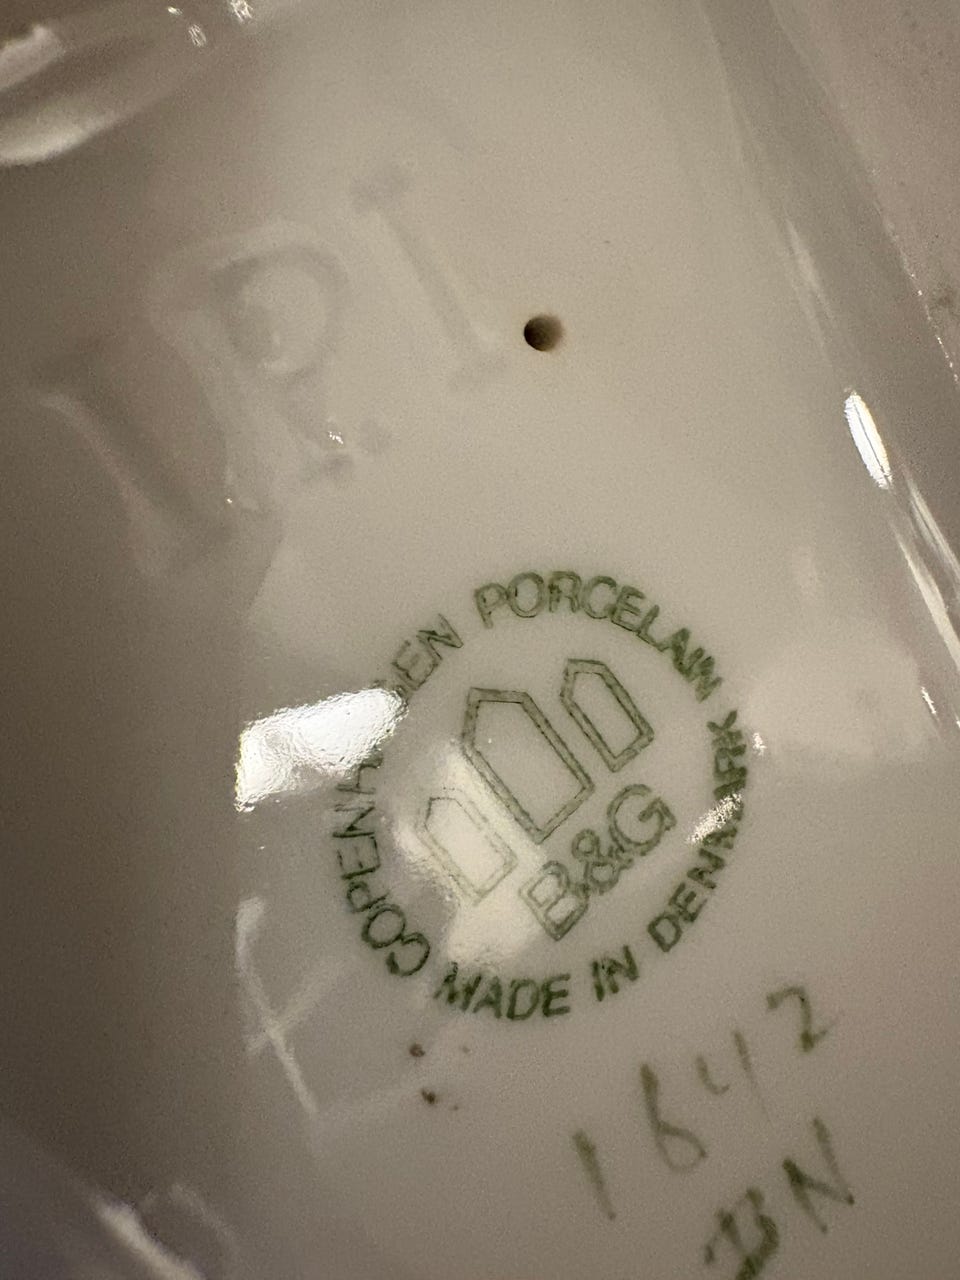 COPENHAGEN PORCELAIN
B&G
MADE IN DENMARK
1642
BN